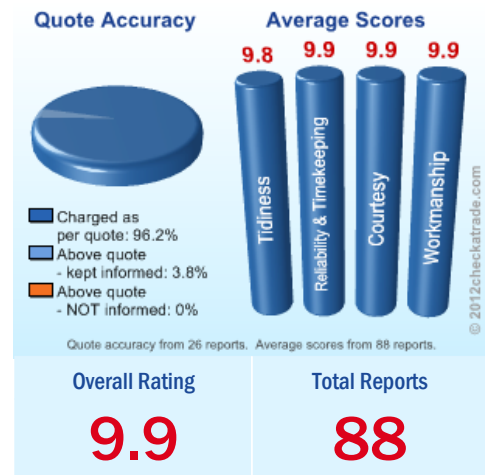 Quote Accuracy
Charged as
per quote: 96.2%
Above quote
- kept informed: 3.8%
Above quote
- NOT informed: 0%
Average Scores
9.8 9.9 9.9 9.9
Tidiness
Reliability & Timekeeping
Courtesy
Workmanship
© 2012checkatrade.com
Quote accuracy from 26 reports. Average scores from 88 reports.
Overall Rating
9.9
Total Reports
88